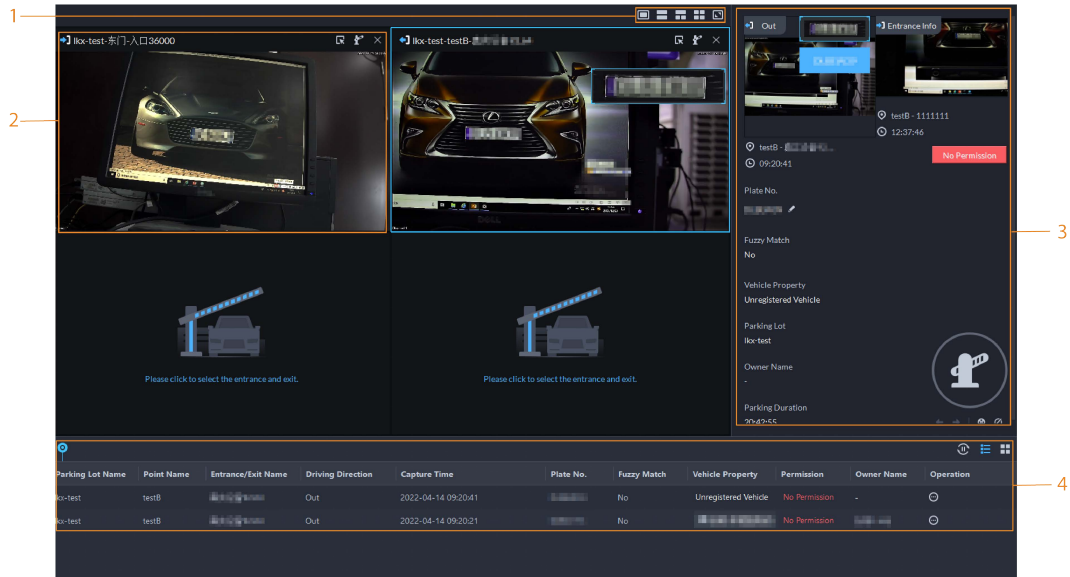 1
lkx-test-东门-入口36000
lkx-test-testB-
Out
Entrance Info
2
DELL
testB - 1111111
12:37:46
testB -
09:20:41
No Permission
Plate No.
Fuzzy Match
No
3
Vehicle Property
Unregistered Vehicle
Parking Lot
lkx-test
Owner Name
-
Parking Duration
20:42:55
Please click to select the entrance and exit.
Please click to select the entrance and exit.
Parking Lot Name Point Name Entrance/Exit Name Driving Direction Capture Time Plate No. Fuzzy Match Vehicle Property Permission Owner Name Operation
lkx-test testB Out 2022-04-14 09:20:41 No Unregistered Vehicle No Permission -
4
lkx-test testB Out 2022-04-14 09:20:21 No No Permission